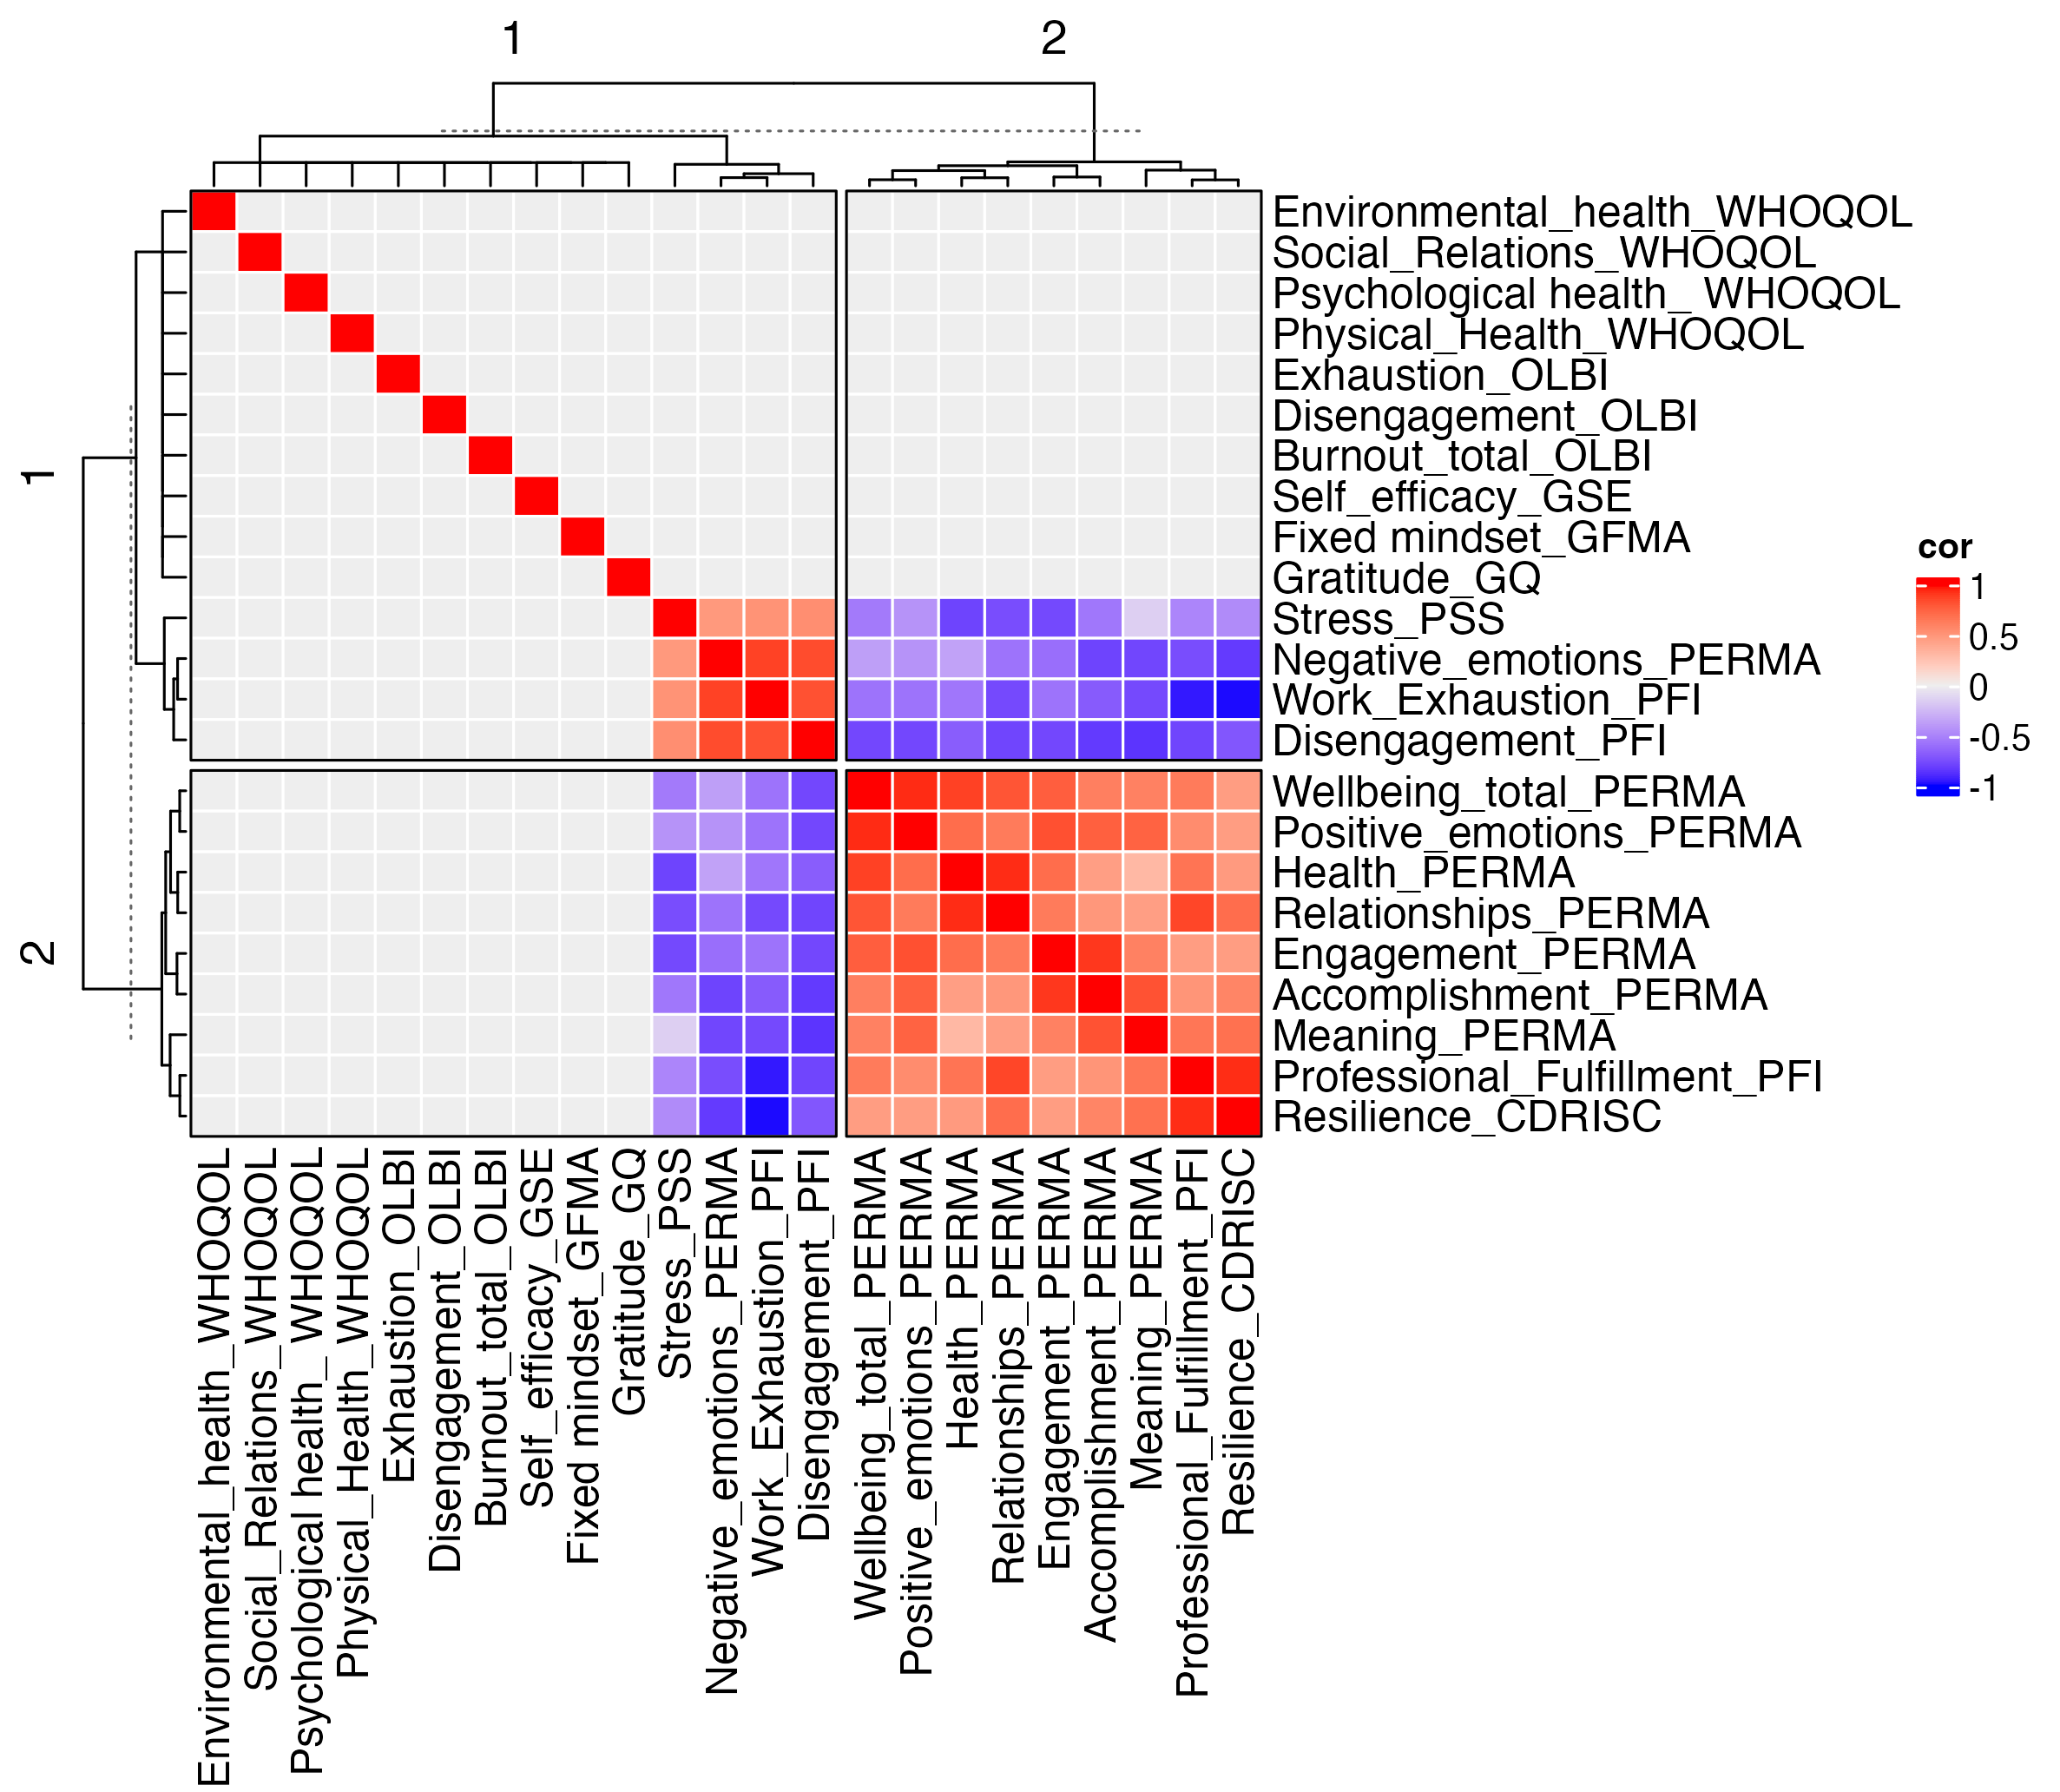 1
2
1
2
Environmental_health_WHOQOL
Social_Relations_WHOQOL
Psychological health_ WHOQOL
Physical_Health_WHOQOL
Exhaustion_OLBI
Disengagement_OLBI
Burnout_total_OLBI
Self_efficacy_GSE
Fixed mindset_GFMA
Gratitude_GQ
Stress_PSS
Negative_emotions_PERMA
Work_Exhaustion_PFI
Disengagement_PFI
Wellbeing_total_PERMA
Positive_emotions_PERMA
Health_PERMA
Relationships_PERMA
Engagement_PERMA
Accomplishment_PERMA
Meaning_PERMA
Professional_Fulfillment_PFI
Resilience_CDRISC
cor
1
0.5
0
-0.5
-1
Environmental_health_WHOQOL
Social_Relations_WHOQOL
Psychological health_ WHOQOL
Physical_Health_WHOQOL
Exhaustion_OLBI
Disengagement_OLBI
Burnout_total_OLBI
Self_efficacy_GSE
Fixed mindset_GFMA
Gratitude_GQ
Stress_PSS
Negative_emotions_PERMA
Work_Exhaustion_PFI
Disengagement_PFI
Wellbeing_total_PERMA
Positive_emotions_PERMA
Health_PERMA
Relationships_PERMA
Engagement_PERMA
Accomplishment_PERMA
Meaning_PERMA
Professional_Fulfillment_PFI
Resilience_CDRISC